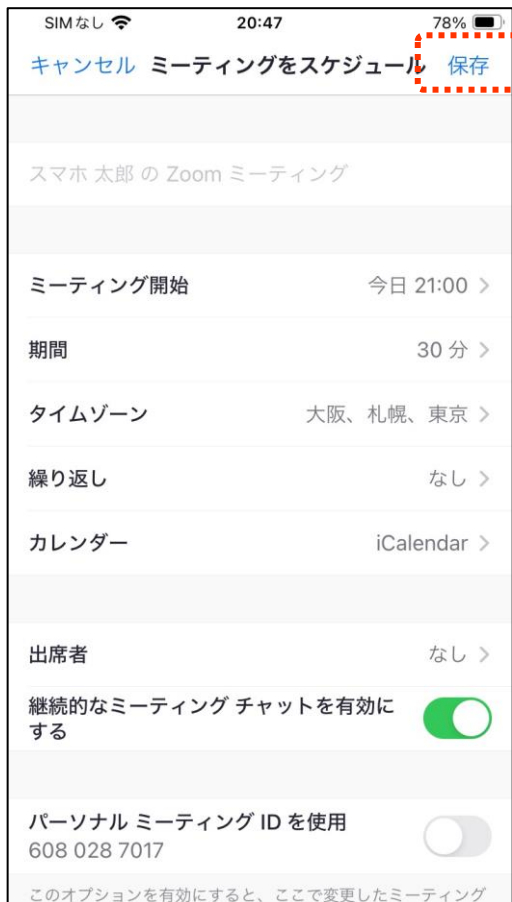 SIMなし 20:47 78%
キャンセル ミーティングをスケジュール 保存
スマホ 太郎 の Zoom ミーティング
ミーティング開始 今日 21:00
期間 30 分
タイムゾーン 大阪、札幌、東京
繰り返し なし
カレンダー iCalendar
出席者 なし
継続的なミーティング チャットを有効に
する
パーソナル ミーティング ID を使用
608 028 7017
このオプションを有効にすると、ここで変更したミーティング